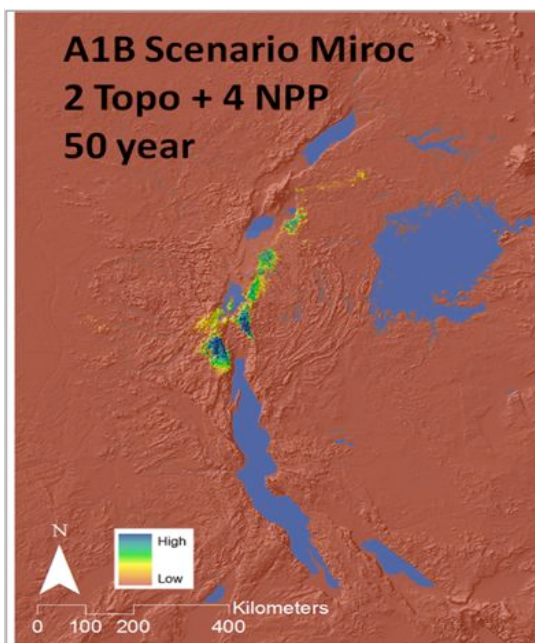 A1B Scenario Miroc
2 Topo + 4 NPP
50 year
N
High
Low
Kilometers
0 100 200 400